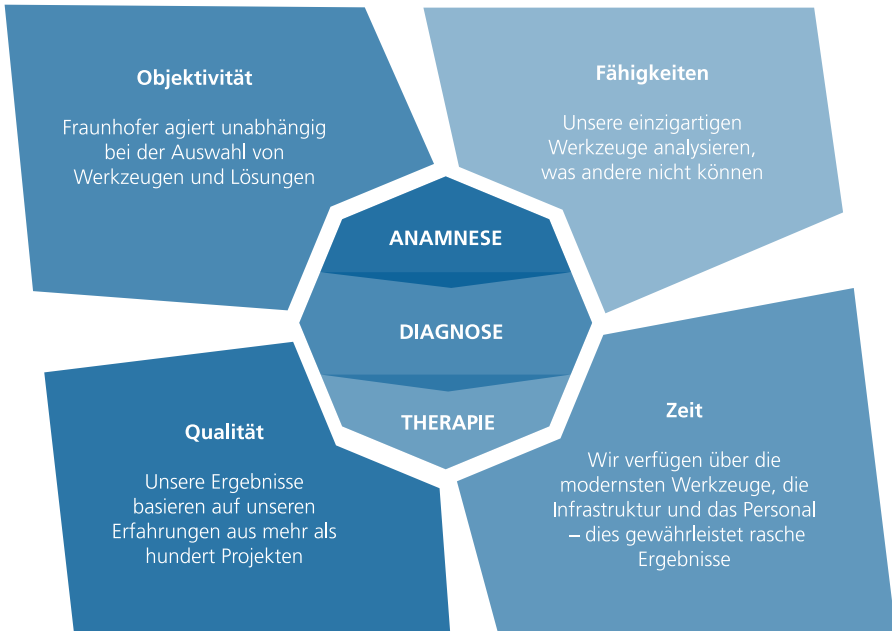 Objektivität
Fraunhofer agiert unabhängig
bei der Auswahl von
Werkzeugen und Lösungen
Fähigkeiten
Unsere einzigartigen
Werkzeuge analysieren,
was andere nicht können
ANAMNESE
DIAGNOSE
THERAPIE
Qualität
Unsere Ergebnisse
basieren auf unseren
Erfahrungen aus mehr als
hundert Projekten
Zeit
Wir verfügen über die
modernsten Werkzeuge, die
Infrastruktur und das Personal
– dies gewährleistet rasche
Ergebnisse